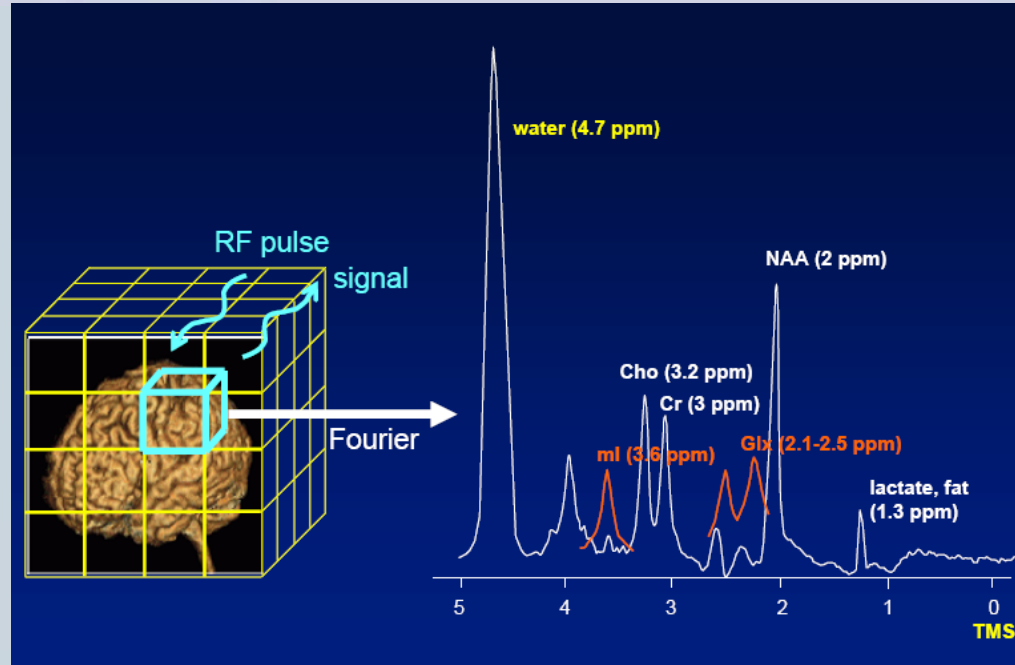 water (4.7 ppm)
RF pulse
signal
NAA (2 ppm)
Cho (3.2 ppm)
Cr (3 ppm)
Fourier
mI (3.6 ppm)
Glx (2.1-2.5 ppm)
lactate, fat
(1.3 ppm)
5 4 3 2 1 0
TMS